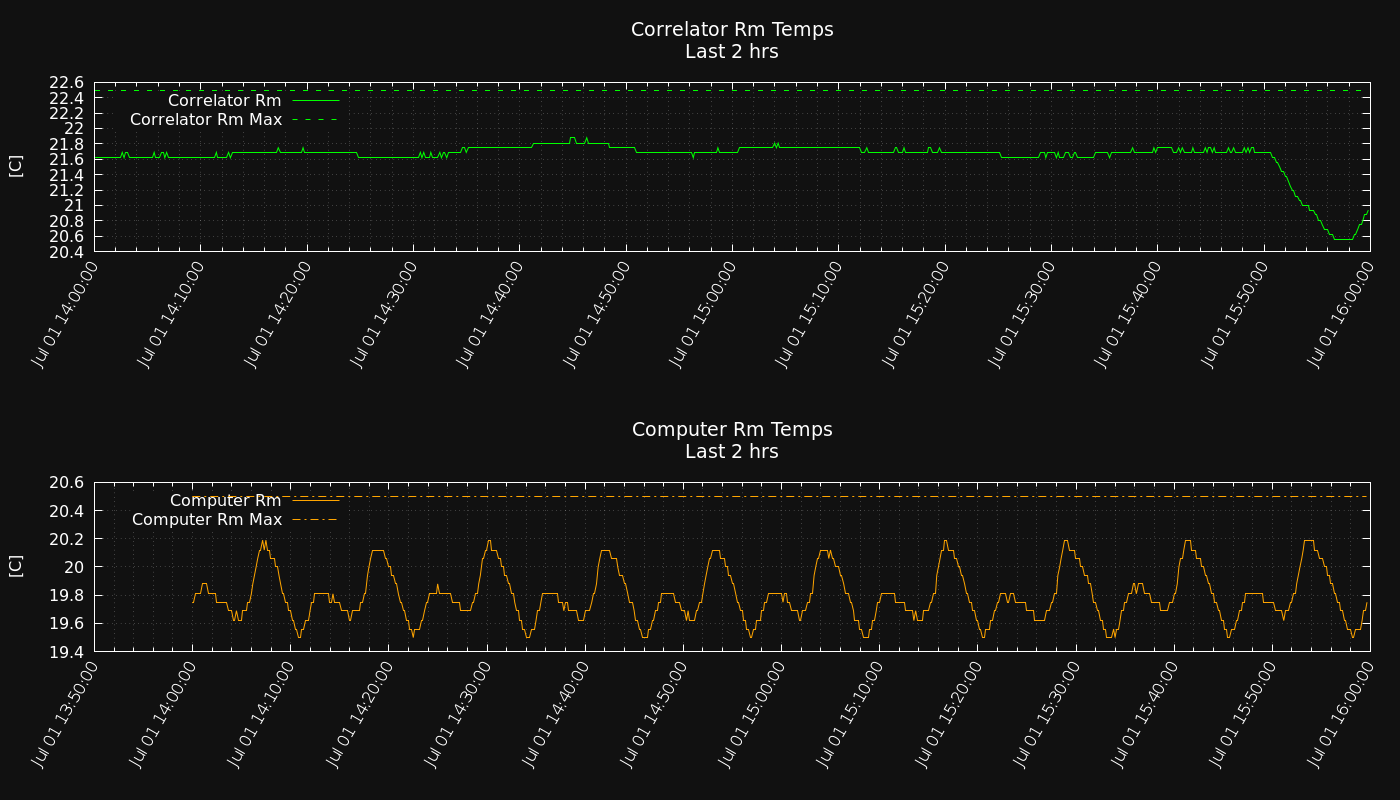 Correlator Rm Temps
Last 2 hrs
22.6
22.4
22.2
22
21.8
21.6
21.4
21.2
21
20.8
20.6
20.4
[C]
Correlator Rm
Correlator Rm Max
Jul 01 14:00:00
Jul 01 14:10:00
Jul 01 14:20:00
Jul 01 14:30:00
Jul 01 14:40:00
Jul 01 14:50:00
Jul 01 15:00:00
Jul 01 15:10:00
Jul 01 15:20:00
Jul 01 15:30:00
Jul 01 15:40:00
Jul 01 15:50:00
Jul 01 16:00:00
Computer Rm Temps
Last 2 hrs
20.6
20.4
20.2
20
19.8
19.6
19.4
[C]
Computer Rm
Computer Rm Max
Jul 01 13:50:00
Jul 01 14:00:00
Jul 01 14:10:00
Jul 01 14:20:00
Jul 01 14:30:00
Jul 01 14:40:00
Jul 01 14:50:00
Jul 01 15:00:00
Jul 01 15:10:00
Jul 01 15:20:00
Jul 01 15:30:00
Jul 01 15:40:00
Jul 01 15:50:00
Jul 01 16:00:00